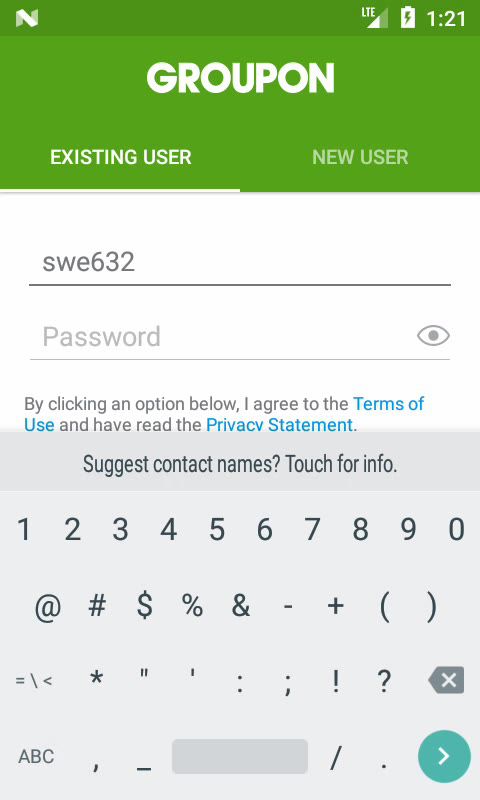 LTE 1:21
GROUPON
EXISTING USER NEW USER
swe632
Password
By clicking an option below, I agree to the Terms of
Use and have read the Privacy Statement.
Suggest contact names? Touch for info.
1 2 3 4 5 6 7 8 9 0
@ # $ % & - + ( )
= \ < * " ' : ; ! ?
ABC , _ / .